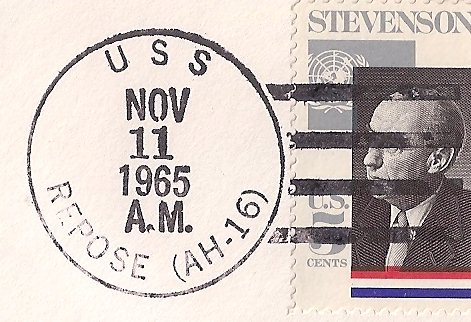 USS
NOV
11
1965
A.M.
REPOSE (AH-16)
STEVENSON
U.S.
5
CENTS